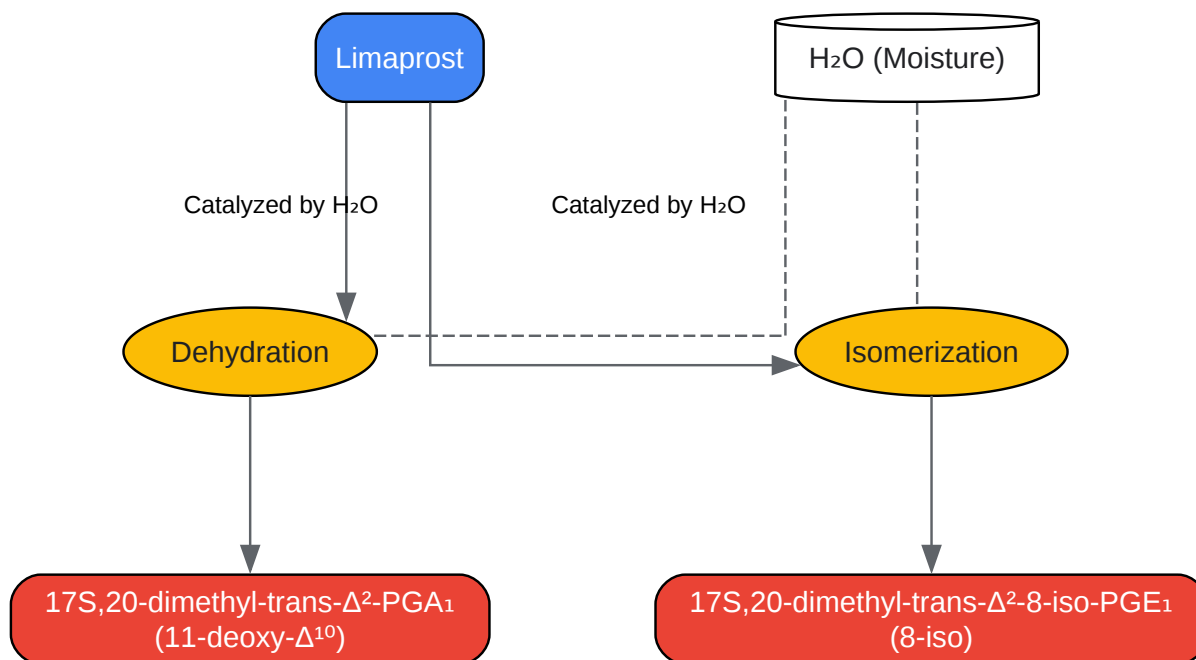 Limaprost
H₂O (Moisture)
Catalyzed by H₂O
Catalyzed by H₂O
Dehydration
Isomerization
17S,20-dimethyl-trans-Δ²-PGA₁
(11-deoxy-Δ¹⁰)
17S,20-dimethyl-trans-Δ²-8-iso-PGE₁
(8-iso)